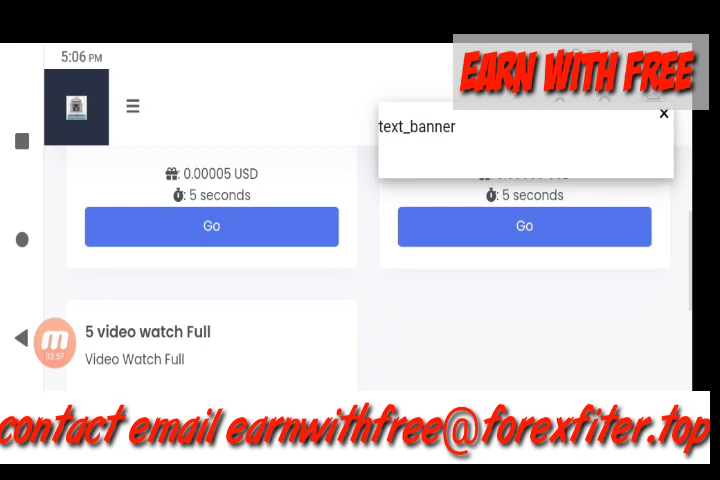 5:06 PM
EARN WITH FREE
text_banner
x
: 0.00005 USD
: 5 seconds
: 5 seconds
Go
Go
5 video watch Full
Video Watch Full
03:57
contact email earnwithfree@forexfiter.top